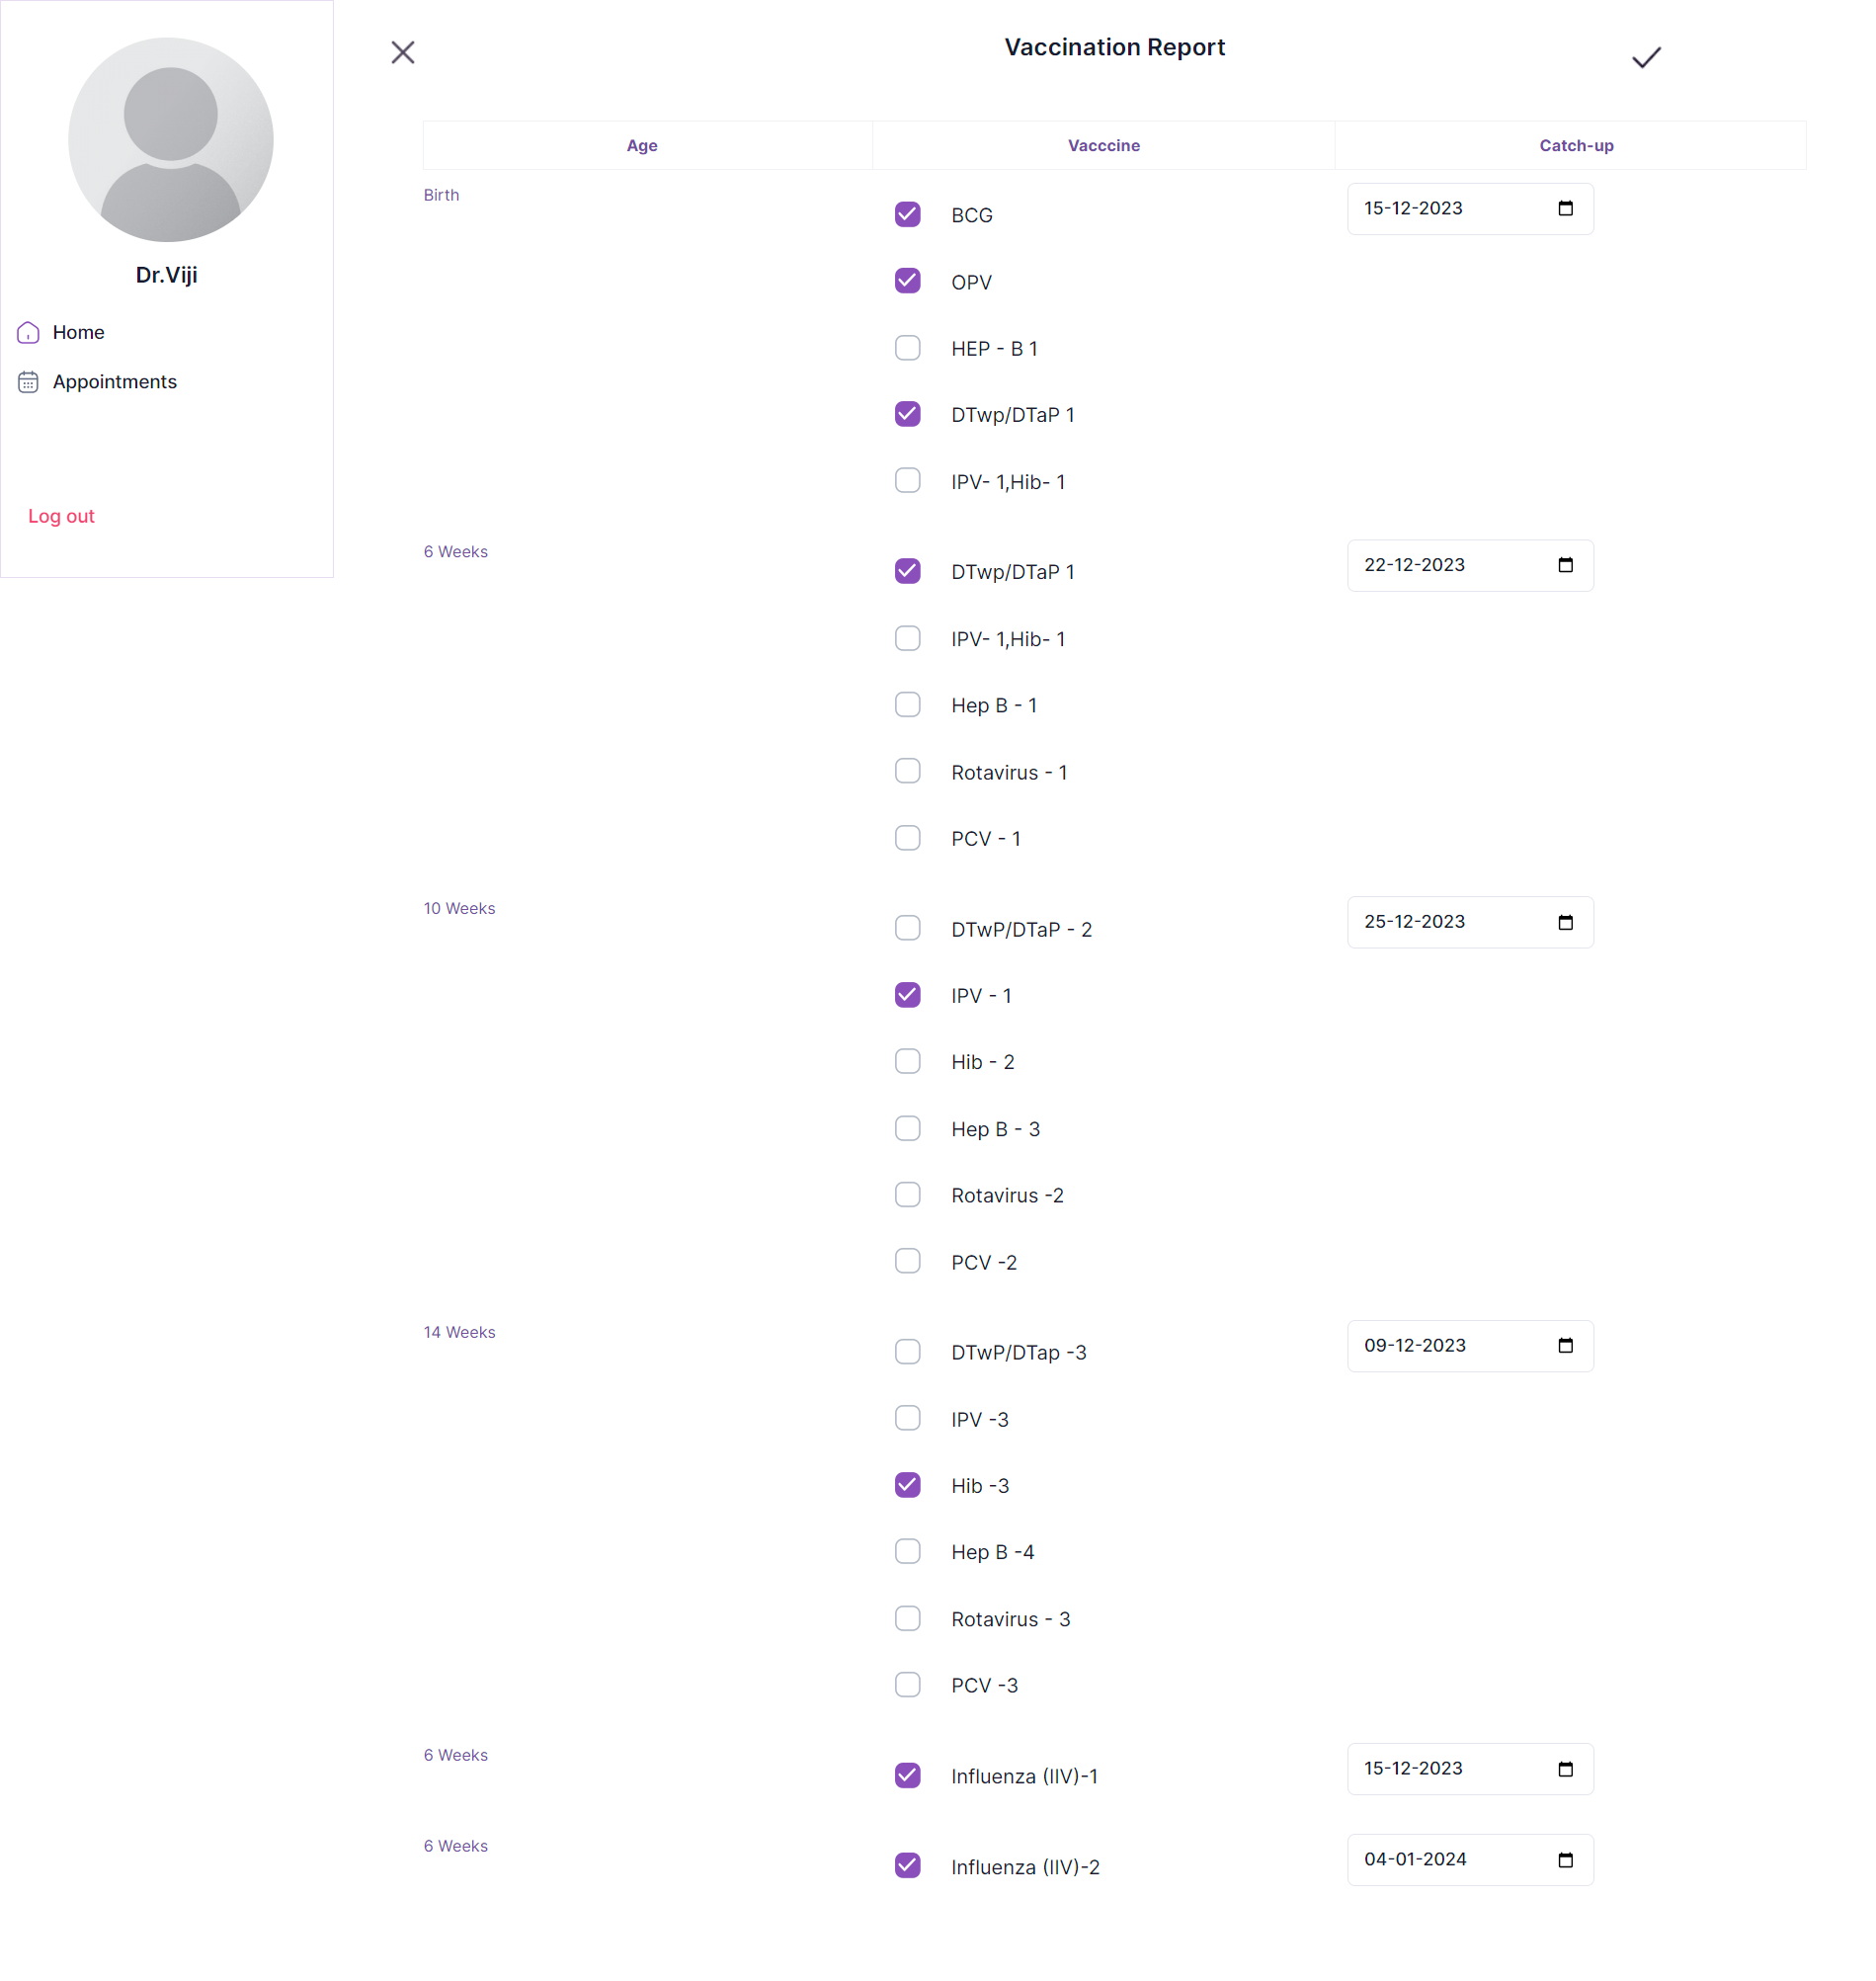 Dr.Viji
Home
Appointments
Log out
Vaccination Report
Age Vacccine Catch-up
Birth
BCG 15-12-2023
OPV
HEP - B 1
DTwp/DTaP 1
IPV- 1,Hib- 1
6 Weeks
DTwp/DTaP 1 22-12-2023
IPV- 1,Hib- 1
Hep B - 1
Rotavirus - 1
PCV - 1
10 Weeks
DTwP/DTaP - 2 25-12-2023
IPV - 1
Hib - 2
Hep B - 3
Rotavirus -2
PCV -2
14 Weeks
DTwP/DTap -3 09-12-2023
IPV -3
Hib -3
Hep B -4
Rotavirus - 3
PCV -3
6 Weeks
Influenza (IIV)-1 15-12-2023
6 Weeks
Influenza (IIV)-2 04-01-2024